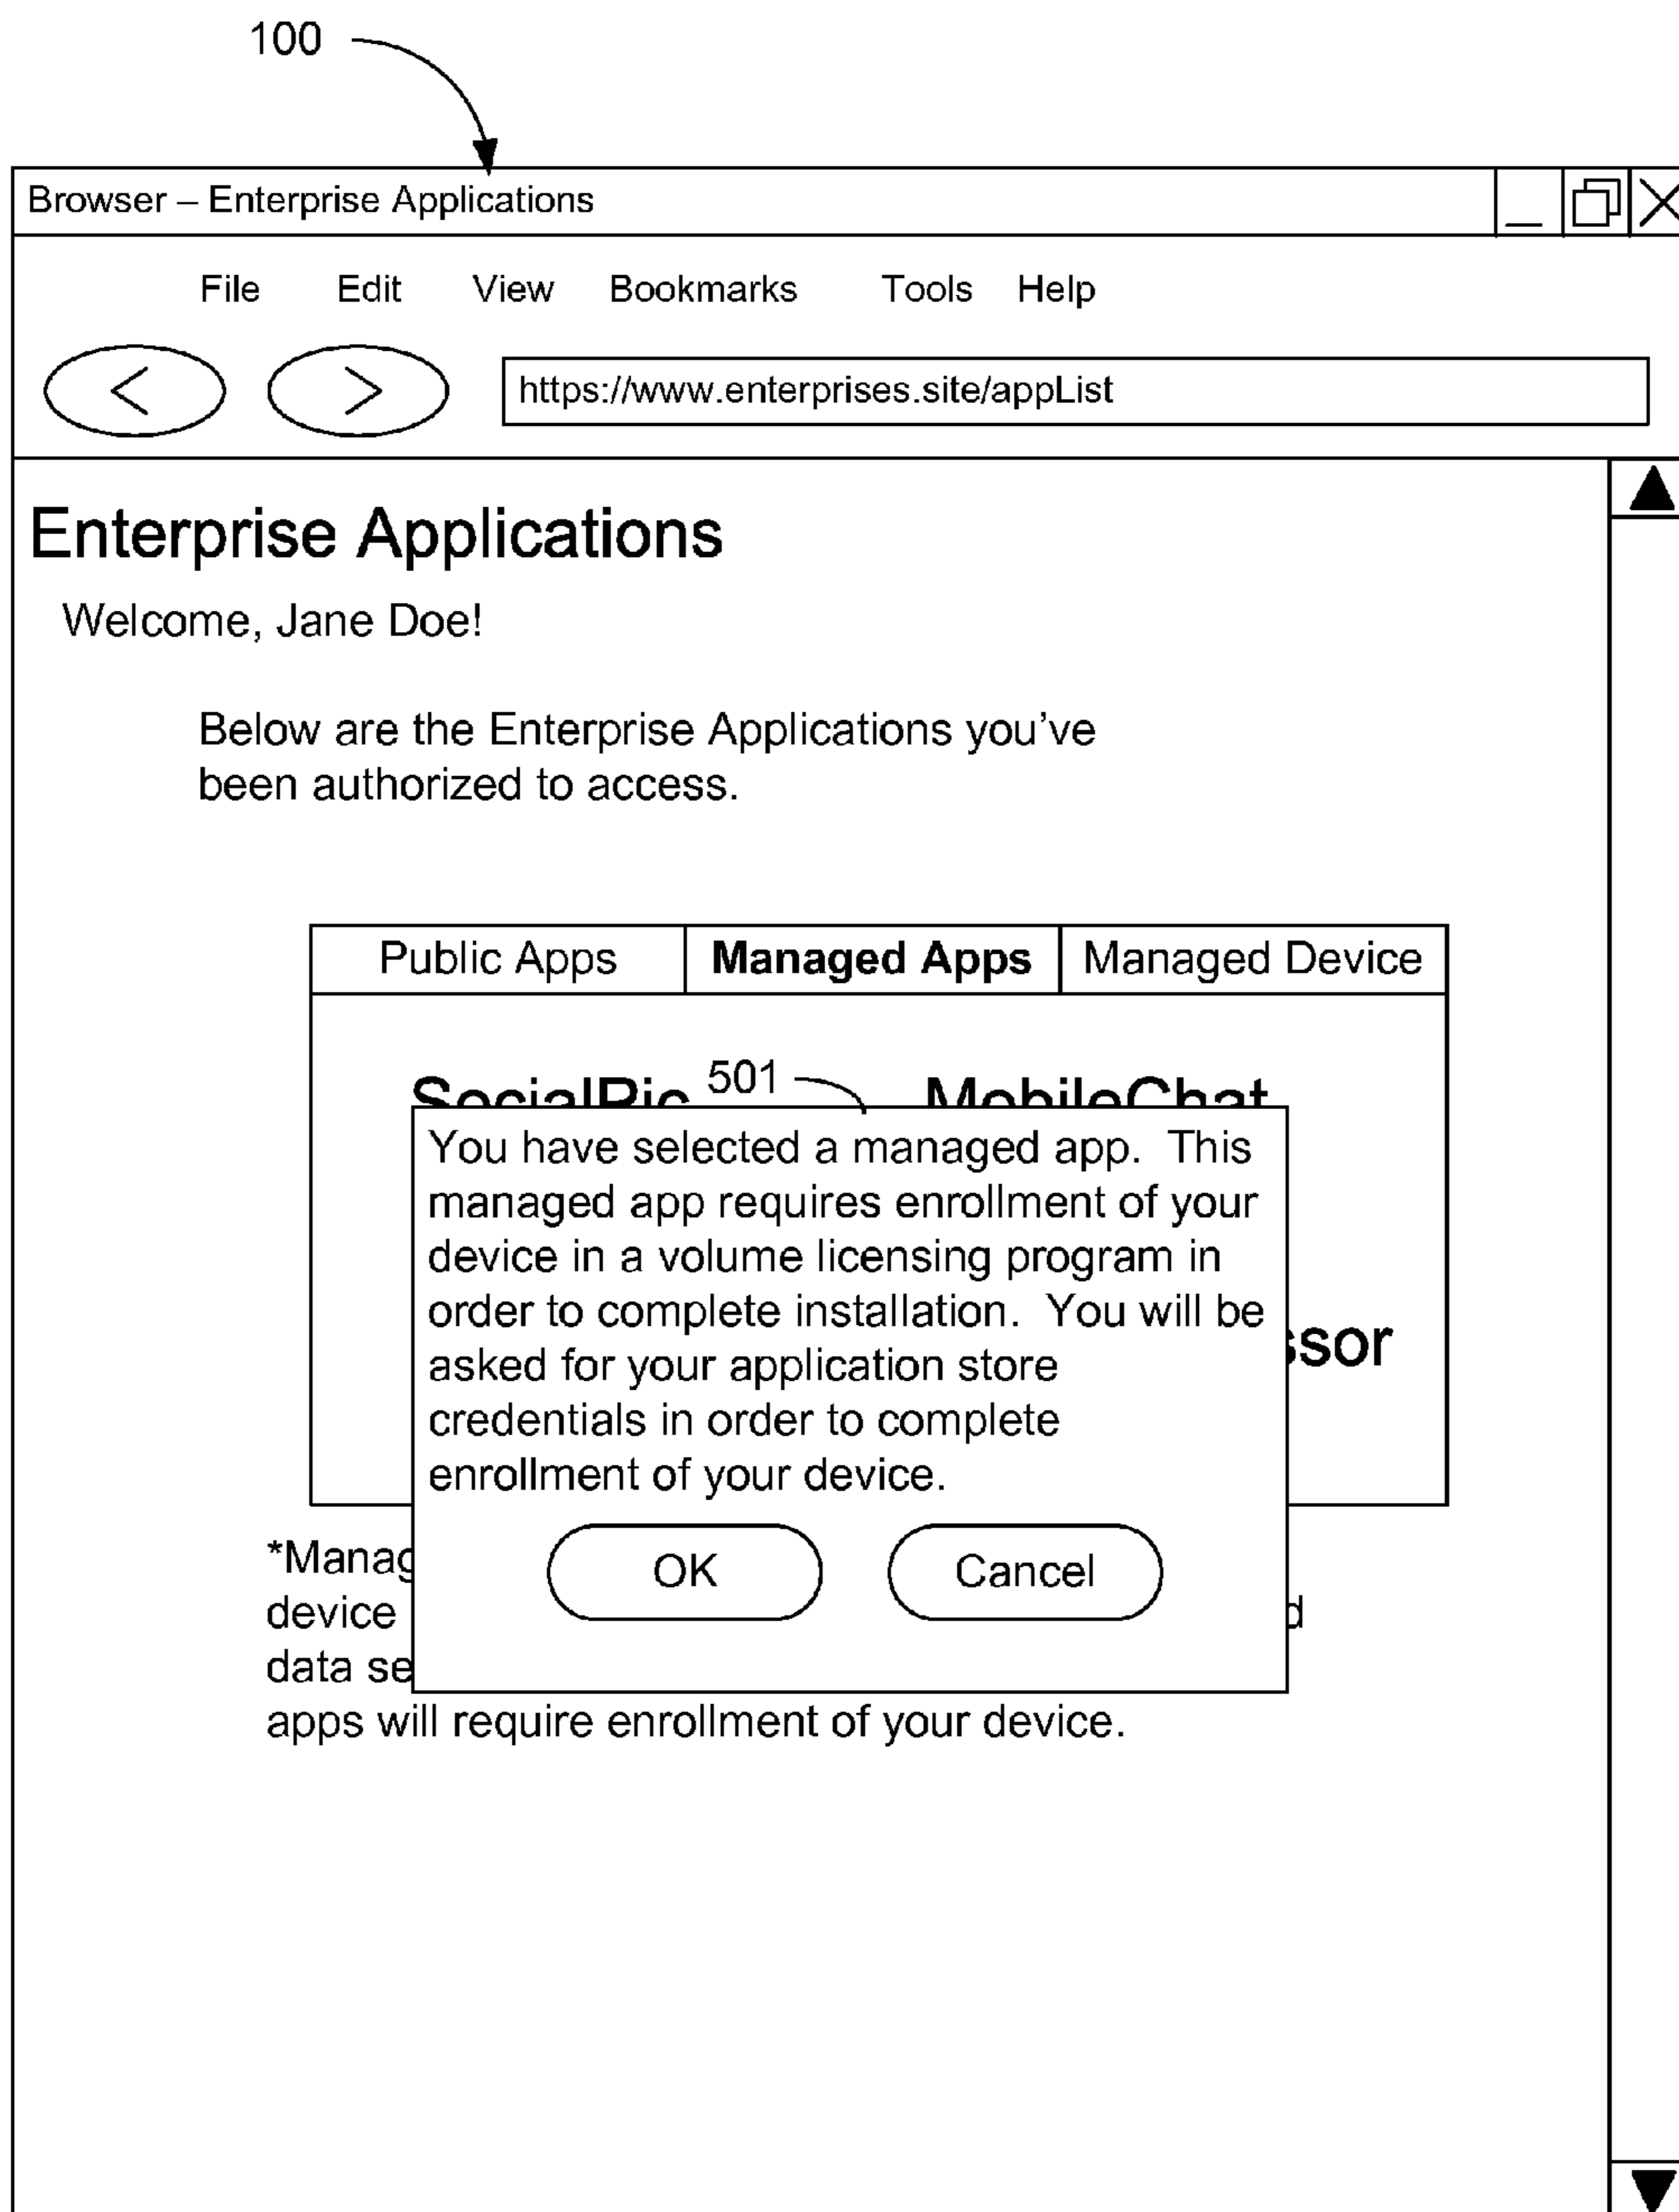 100
Browser – Enterprise Applications
File Edit View Bookmarks Tools Help
< >
https://www.enterprises.site/appList
Enterprise Applications
Welcome, Jane Doe!
Below are the Enterprise Applications you've
been authorized to access.
Public Apps Managed Apps Managed Device
SocialPic 501 MobileChat
You have selected a managed app. This
managed app requires enrollment of your
device in a volume licensing program in
order to complete installation. You will be
asked for your application store
credentials in order to complete
enrollment of your device.
OK Cancel
device
data
apps will require enrollment of your device.